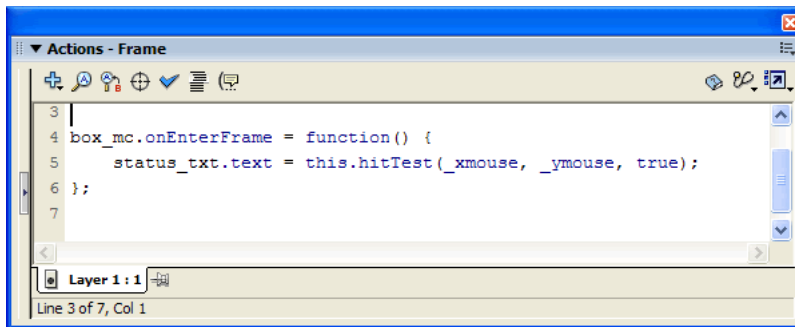 Actions - Frame
3
4 box_mc.onEnterFrame = function() {
5 status_txt.text = this.hitTest(_xmouse, _ymouse, true);
6 };
7
Layer 1 : 1
Line 3 of 7, Col 1